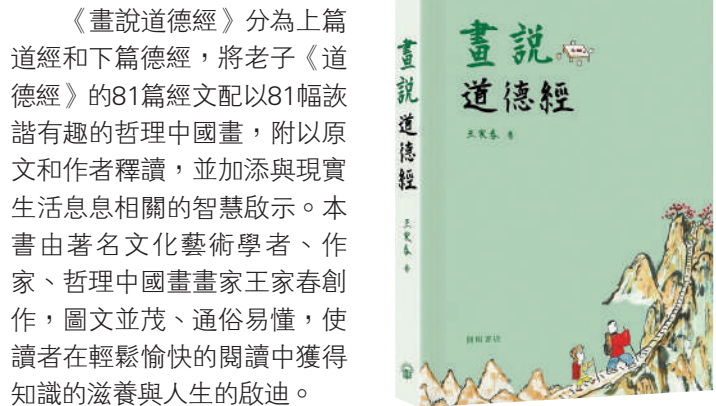 《畫說道德經》分為上篇
道經和下篇德經，將老子《道
德經》的81篇經文配以81幅詼
諧有趣的哲理中國畫，附以原
文和作者釋讀，並加添與現實
生活息息相關的智慧啟示。本
書由著名文化藝術學者、作
家、哲理中國畫畫家王家春創
作，圖文並茂、通俗易懂，使
讀者在輕鬆愉快的閱讀中獲得
知識的滋養與人生的啟迪。
畫説
道德經
王家春 著
畫説道德經
王家春 著